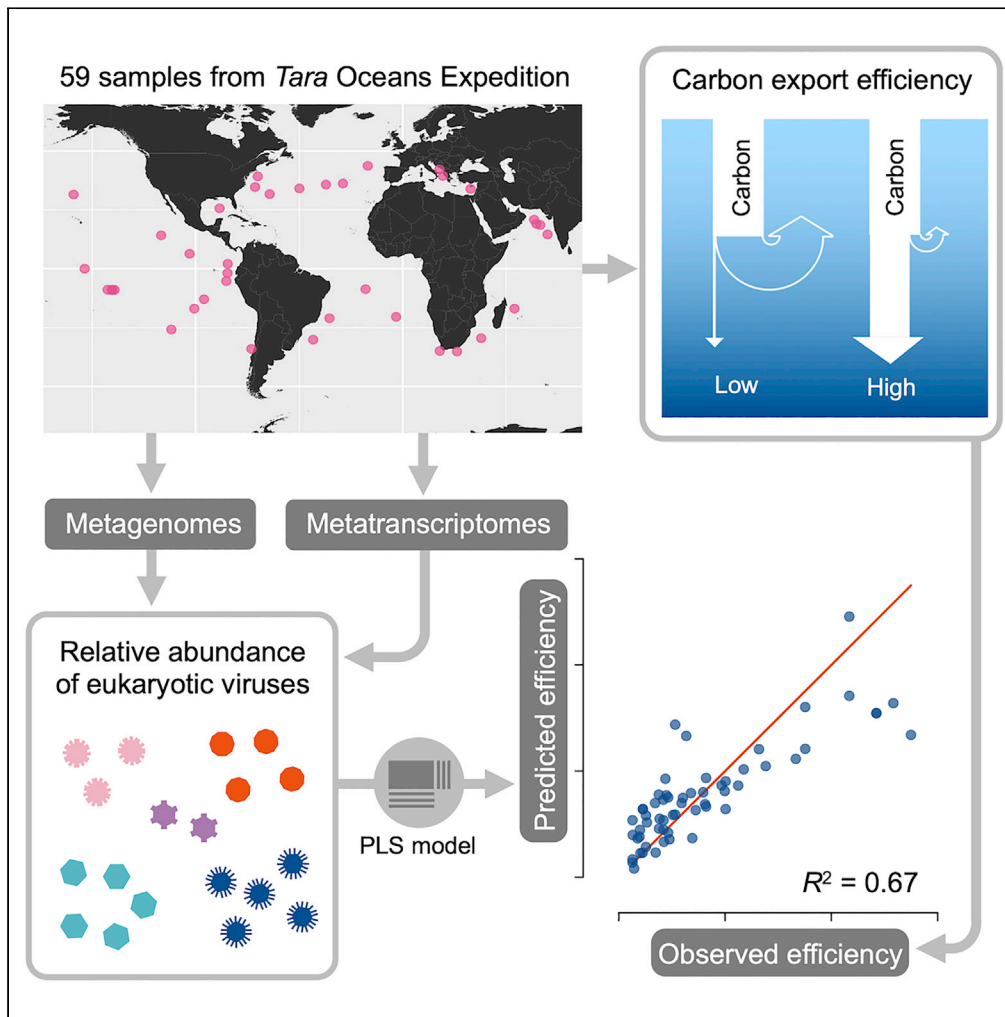 59 samples from Tara Oceans Expedition
Carbon export efficiency
Carbon
Carbon
Low
High
Metagenomes
Metatranscriptomes
Relative abundance
of eukaryotic viruses
PLS model
Predicted efficiency
R² = 0.67
Observed efficiency